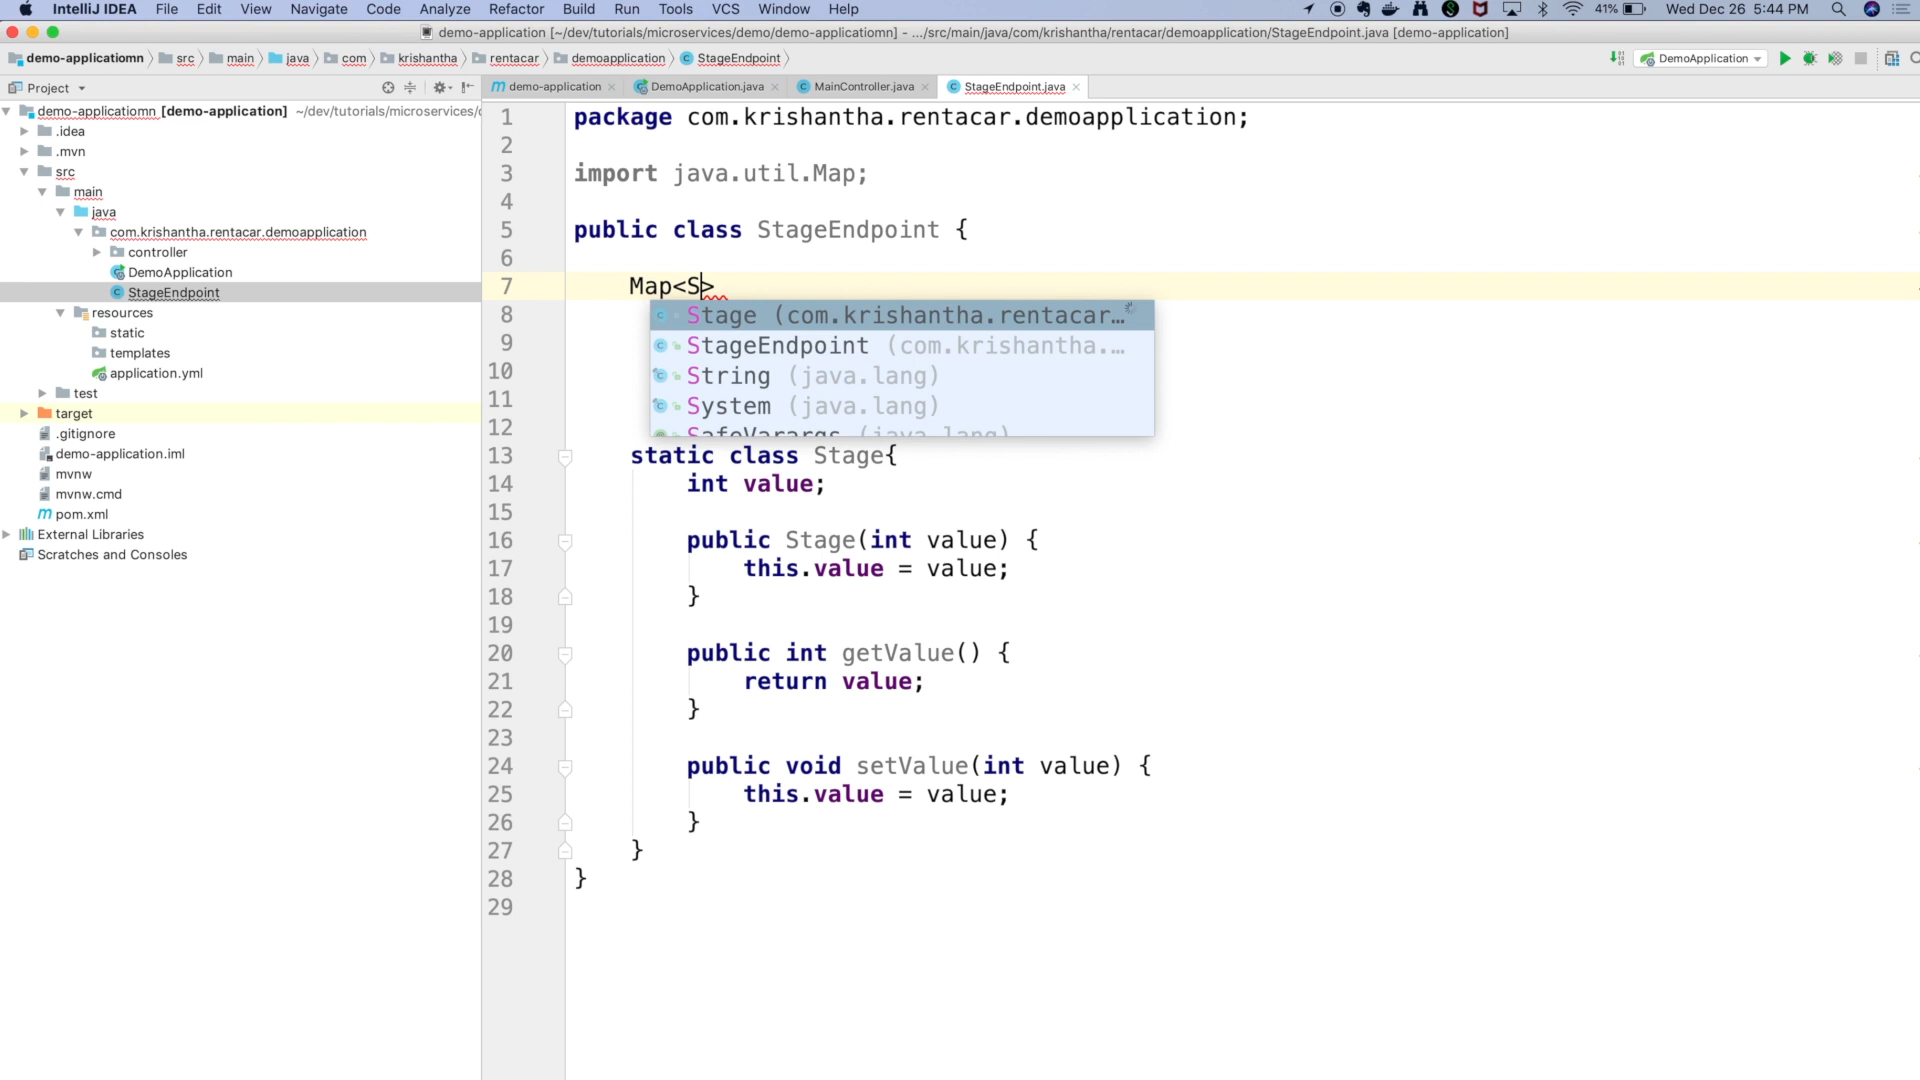 IntelliJ IDEA File Edit View Navigate Code Analyze Refactor Build Run Tools VCS Window Help 41% Wed Dec 26 5:44 PM
demo-application [~/dev/tutorials/microservices/demo/demo-applicatiomn] - .../src/main/java/com/krishantha/rentacar/demoapplication/StageEndpoint.java [demo-application]
demo-applicatiomn src main java com krishantha rentacar demoapplication StageEndpoint DemoApplication
Project demo-application DemoApplication.java MainController.java StageEndpoint.java
demo-applicatiomn [demo-application] ~/dev/tutorials/microservices/
.idea
.mvn
src
main
java
com.krishantha.rentacar.demoapplication
controller
DemoApplication
StageEndpoint
resources
static
templates
application.yml
test
target
.gitignore
demo-application.iml
mvnw
mvnw.cmd
pom.xml
External Libraries
Scratches and Consoles
1 package com.krishantha.rentacar.demoapplication;
2
3 import java.util.Map;
4
5 public class StageEndpoint {
6
7 Map<S>
8
9
10
11
12
Stage (com.krishantha.rentacar…
StageEndpoint (com.krishantha.…
String (java.lang)
System (java.lang)
SafeVarargs (java.lang)
13 static class Stage{
14 int value;
15
16 public Stage(int value) {
17 this.value = value;
18 }
19
20 public int getValue() {
21 return value;
22 }
23
24 public void setValue(int value) {
25 this.value = value;
26 }
27 }
28 }
29